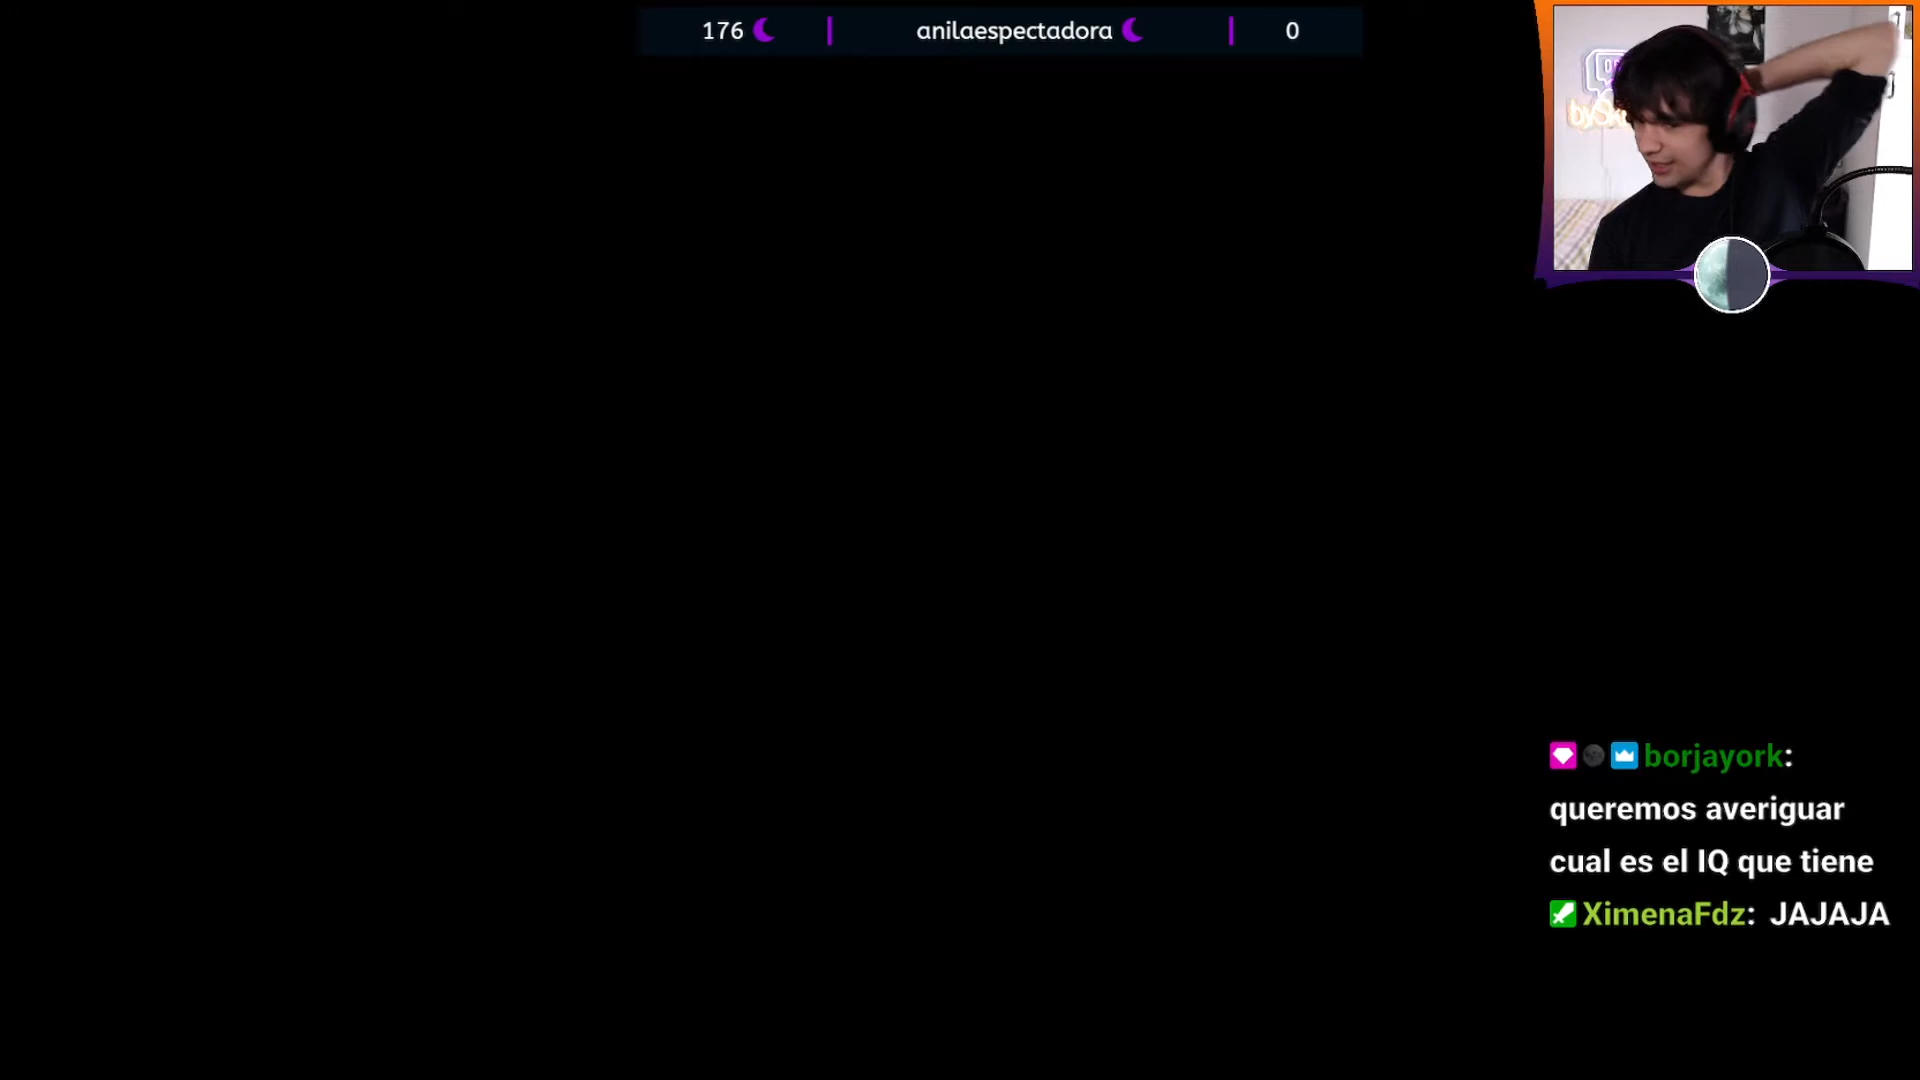 176 anilaespectadora 0
borjayork:
queremos averiguar
cual es el IQ que tiene
XimenaFdz: JAJAJA